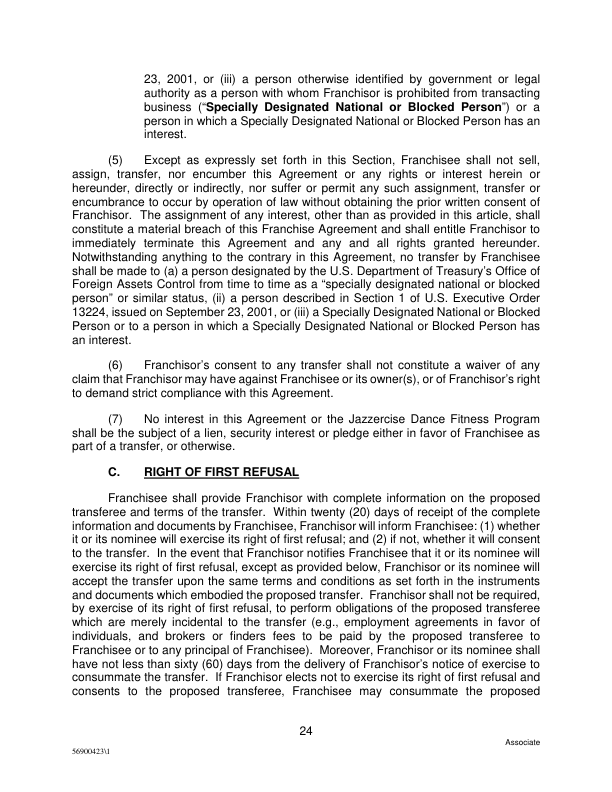 23, 2001, or (iii) a person otherwise identified by government or legal
authority as a person with whom Franchisor is prohibited from transacting
business (“Specially Designated National or Blocked Person”) or a
person in which a Specially Designated National or Blocked Person has an
interest.
(5) Except as expressly set forth in this Section, Franchisee shall not sell,
assign, transfer, nor encumber this Agreement or any rights or interest herein or
hereunder, directly or indirectly, nor suffer or permit any such assignment, transfer or
encumbrance to occur by operation of law without obtaining the prior written consent of
Franchisor. The assignment of any interest, other than as provided in this article, shall
constitute a material breach of this Franchise Agreement and shall entitle Franchisor to
immediately terminate this Agreement and any and all rights granted hereunder.
Notwithstanding anything to the contrary in this Agreement, no transfer by Franchisee
shall be made to (a) a person designated by the U.S. Department of Treasury’s Office of
Foreign Assets Control from time to time as a “specially designated national or blocked
person” or similar status, (ii) a person described in Section 1 of U.S. Executive Order
13224, issued on September 23, 2001, or (iii) a Specially Designated National or Blocked
Person or to a person in which a Specially Designated National or Blocked Person has
an interest.
(6) Franchisor’s consent to any transfer shall not constitute a waiver of any
claim that Franchisor may have against Franchisee or its owner(s), or of Franchisor’s right
to demand strict compliance with this Agreement.
(7) No interest in this Agreement or the Jazzercise Dance Fitness Program
shall be the subject of a lien, security interest or pledge either in favor of Franchisee as
part of a transfer, or otherwise.
C. RIGHT OF FIRST REFUSAL
Franchisee shall provide Franchisor with complete information on the proposed
transferee and terms of the transfer. Within twenty (20) days of receipt of the complete
information and documents by Franchisee, Franchisor will inform Franchisee: (1) whether
it or its nominee will exercise its right of first refusal; and (2) if not, whether it will consent
to the transfer. In the event that Franchisor notifies Franchisee that it or its nominee will
exercise its right of first refusal, except as provided below, Franchisor or its nominee will
accept the transfer upon the same terms and conditions as set forth in the instruments
and documents which embodied the proposed transfer. Franchisor shall not be required,
by exercise of its right of first refusal, to perform obligations of the proposed transferee
which are merely incidental to the transfer (e.g., employment agreements in favor of
individuals, and brokers or finders fees to be paid by the proposed transferee to
Franchisee or to any principal of Franchisee). Moreover, Franchisor or its nominee shall
have not less than sixty (60) days from the delivery of Franchisor’s notice of exercise to
consummate the transfer. If Franchisor elects not to exercise its right of first refusal and
consents to the proposed transferee, Franchisee may consummate the proposed
24
Associate
56900423\1